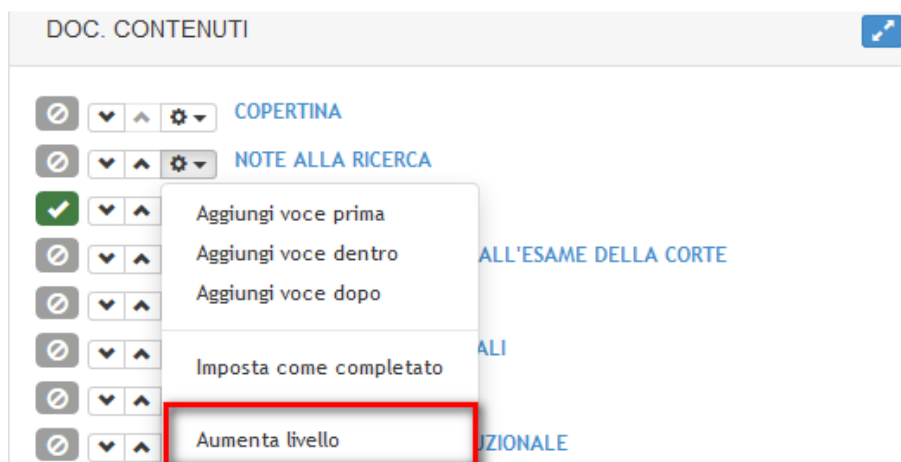 DOC. CONTENUTI
COPERTINA
NOTE ALLA RICERCA
Aggiungi voce prima
Aggiungi voce dentro
ALL'ESAME DELLA CORTE
Aggiungi voce dopo
ALI
Imposta come completato
Aumenta livello
UZIONALE